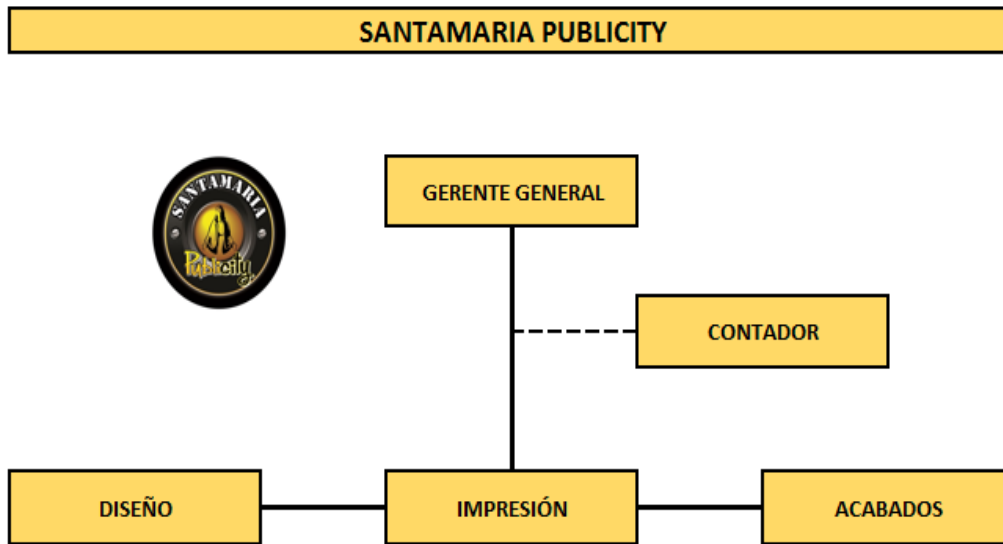 SANTAMARIA PUBLICITY
SANTAMARIA
Publicity
GERENTE GENERAL
CONTADOR
DISEÑO
IMPRESIÓN
ACABADOS